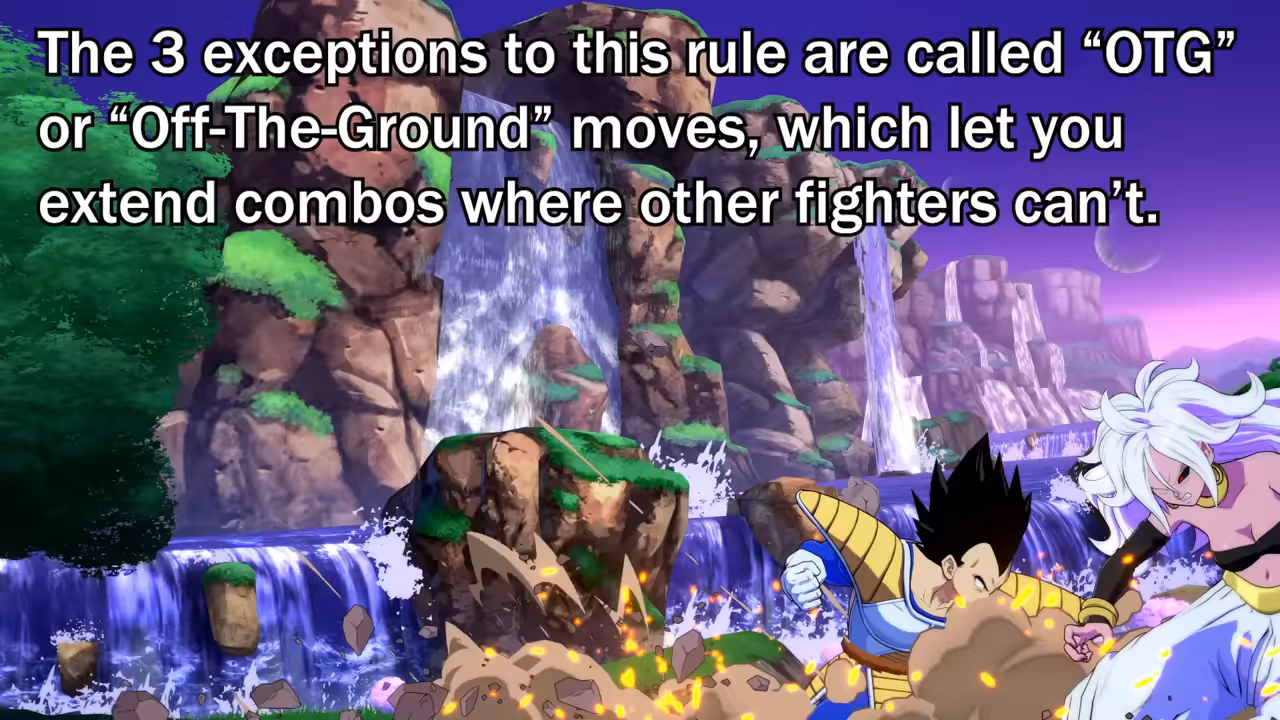 The 3 exceptions to this rule are called “OTG”
or “Off-The-Ground” moves, which let you
extend combos where other fighters can’t.